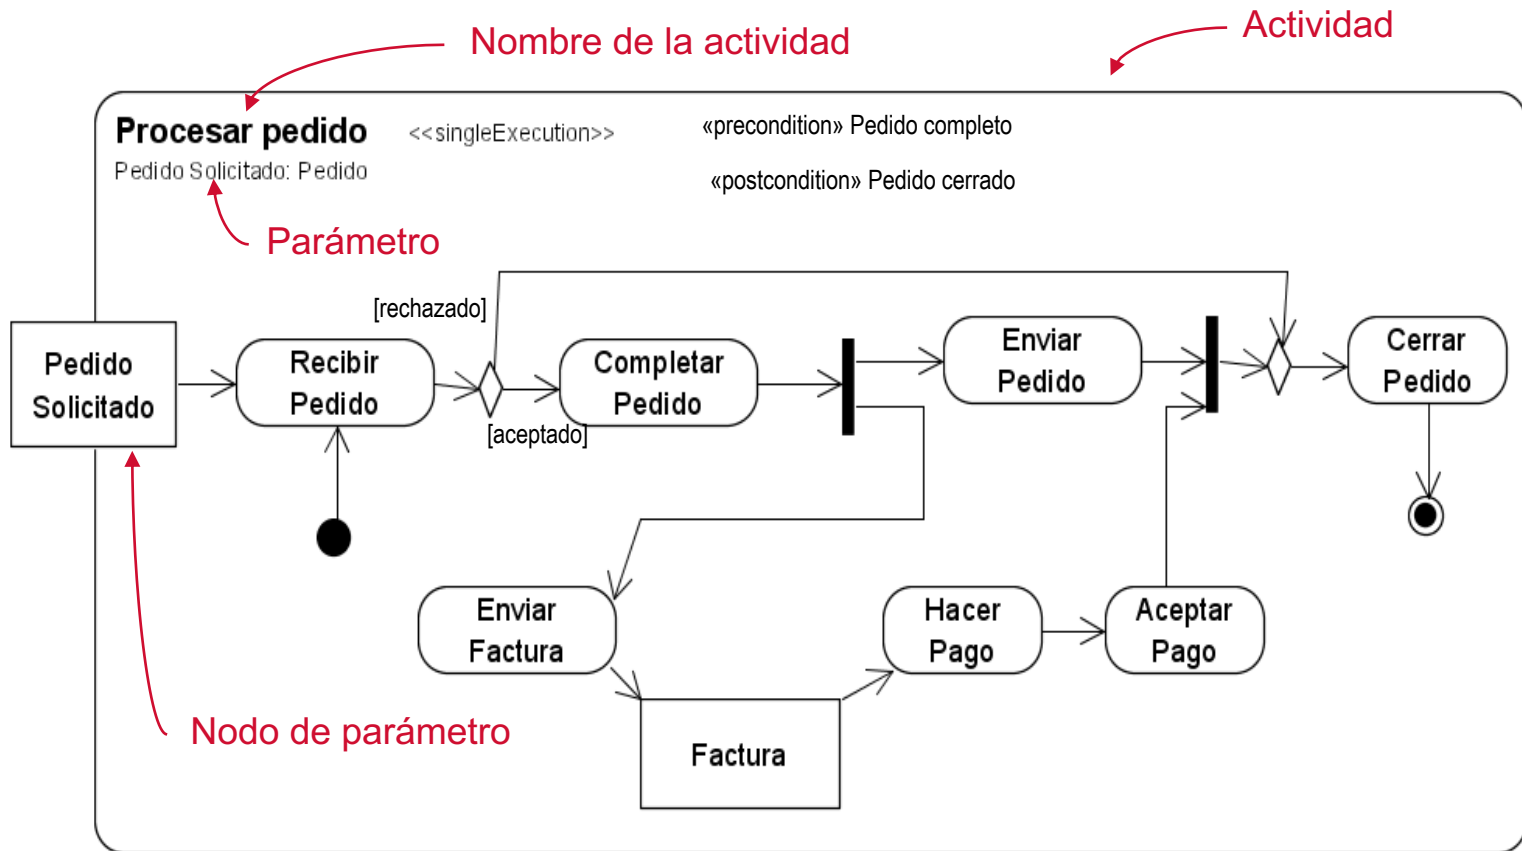 Nombre de la actividad
Actividad
Procesar pedido
<<singleExecution>>
«precondition» Pedido completo
Pedido Solicitado: Pedido
«postcondition» Pedido cerrado
Parámetro
[rechazado]
Pedido
Solicitado
Recibir
Pedido
Completar
Pedido
[aceptado]
Enviar
Pedido
Cerrar
Pedido
Enviar
Factura
Hacer
Pago
Aceptar
Pago
Nodo de parámetro
Factura